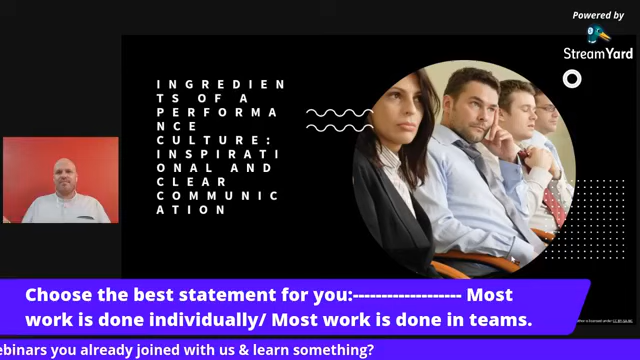 Powered by
StreamYard
INGREDIEN
TS OF A
PERFORMA
NCE
CULTURE:
INSPIRATI
ONAL AND
CLEAR
COMMUNIC
ATION
Choose the best statement for you:------------------- Most
work is done individually/ Most work is done in teams.
ebinars you already joined with us & learn something?